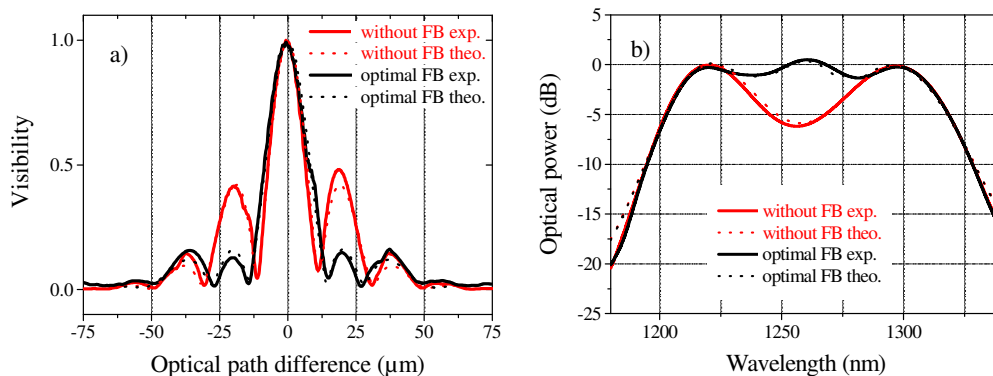 a)
without FB exp.
without FB theo.
optimal FB exp.
optimal FB theo.
Visibility
1.0
0.5
0.0
-75 -50 -25 0 25 50 75
Optical path difference (µm)
b)
Optical power (dB)
5
0
-5
-10
-15
-20
-25
without FB exp.
without FB theo.
optimal FB exp.
optimal FB theo.
1200 1250 1300
Wavelength (nm)